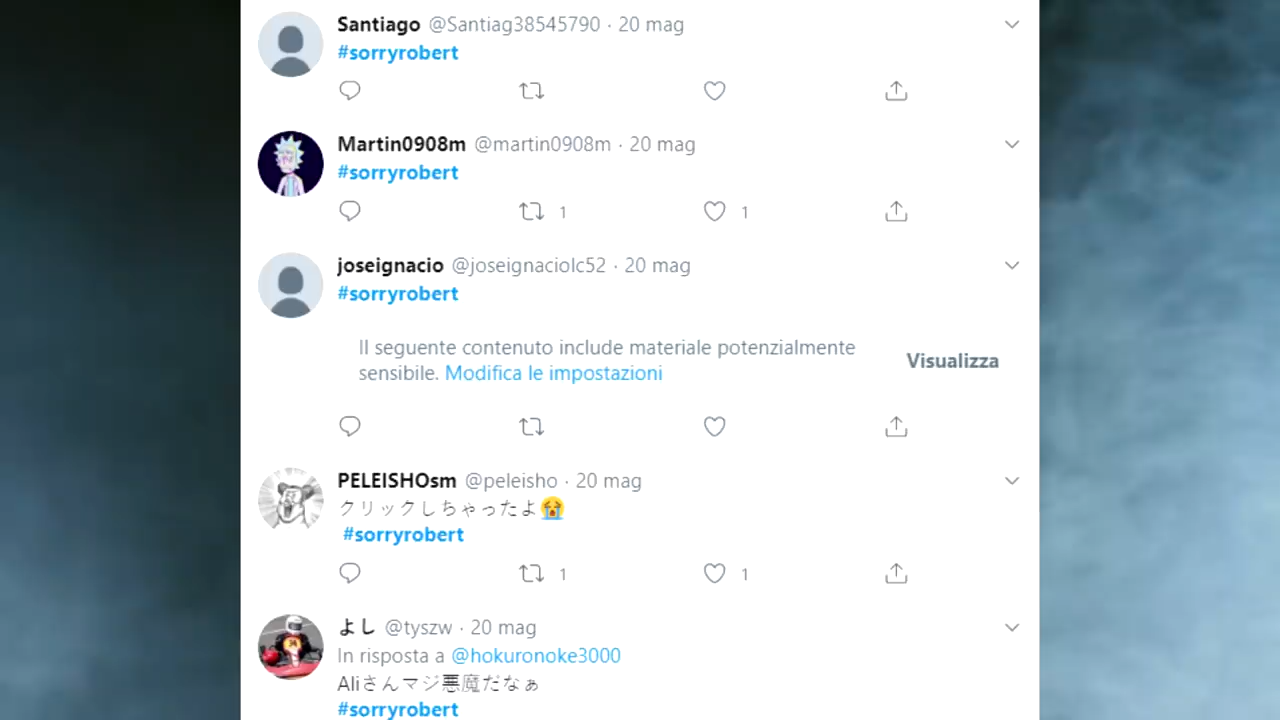 Santiago @Santiag38545790 · 20 mag
#sorryrobert
Martin0908m @martin0908m · 20 mag
#sorryrobert
1 1
joseignacio @joseignaciolc52 · 20 mag
#sorryrobert
Il seguente contenuto include materiale potenzialmente
sensibile. Modifica le impostazioni
Visualizza
PELEISHOsm @peleisho · 20 mag
クリックしちゃったよ😭
#sorryrobert
1 1
よし @tyszw · 20 mag
In risposta a @hokuronoke3000
Aliさんマジ悪魔だなぁ
#sorryrobert